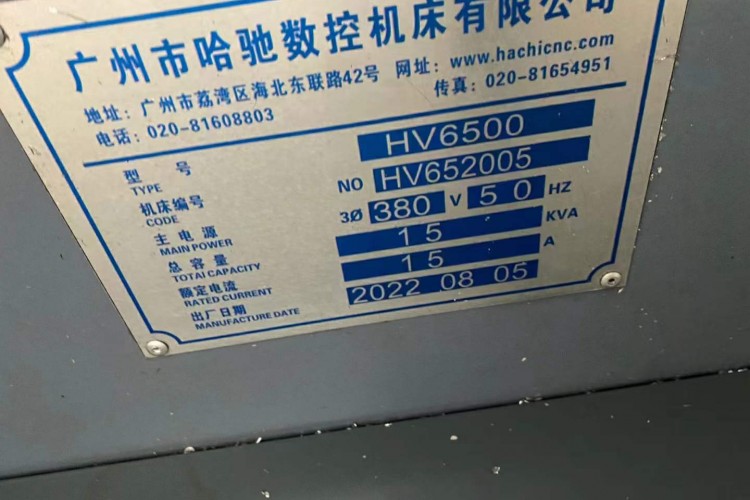 广州市哈驰数控机床有限公司
地址：广州市荔湾区海北东联路42号 网址：www.hachicnc.com
电话：020-81608803 传真：020-81654951
型号 HV6500
TYPE
机床编号 NO HV652005
CODE
主电源 3Ø 380 V 50 HZ
MAIN POWER
总容量 15 KVA
TOTAI CAPACITY
额定电流 15 A
RATED CURRENT
出厂日期 2022 08 05
MANUFACTURE DATE